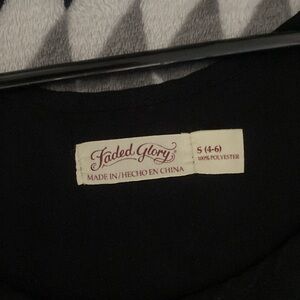 Faded Glory
MADE IN/HECHO EN CHINA
S (4-6)
100% POLYESTER